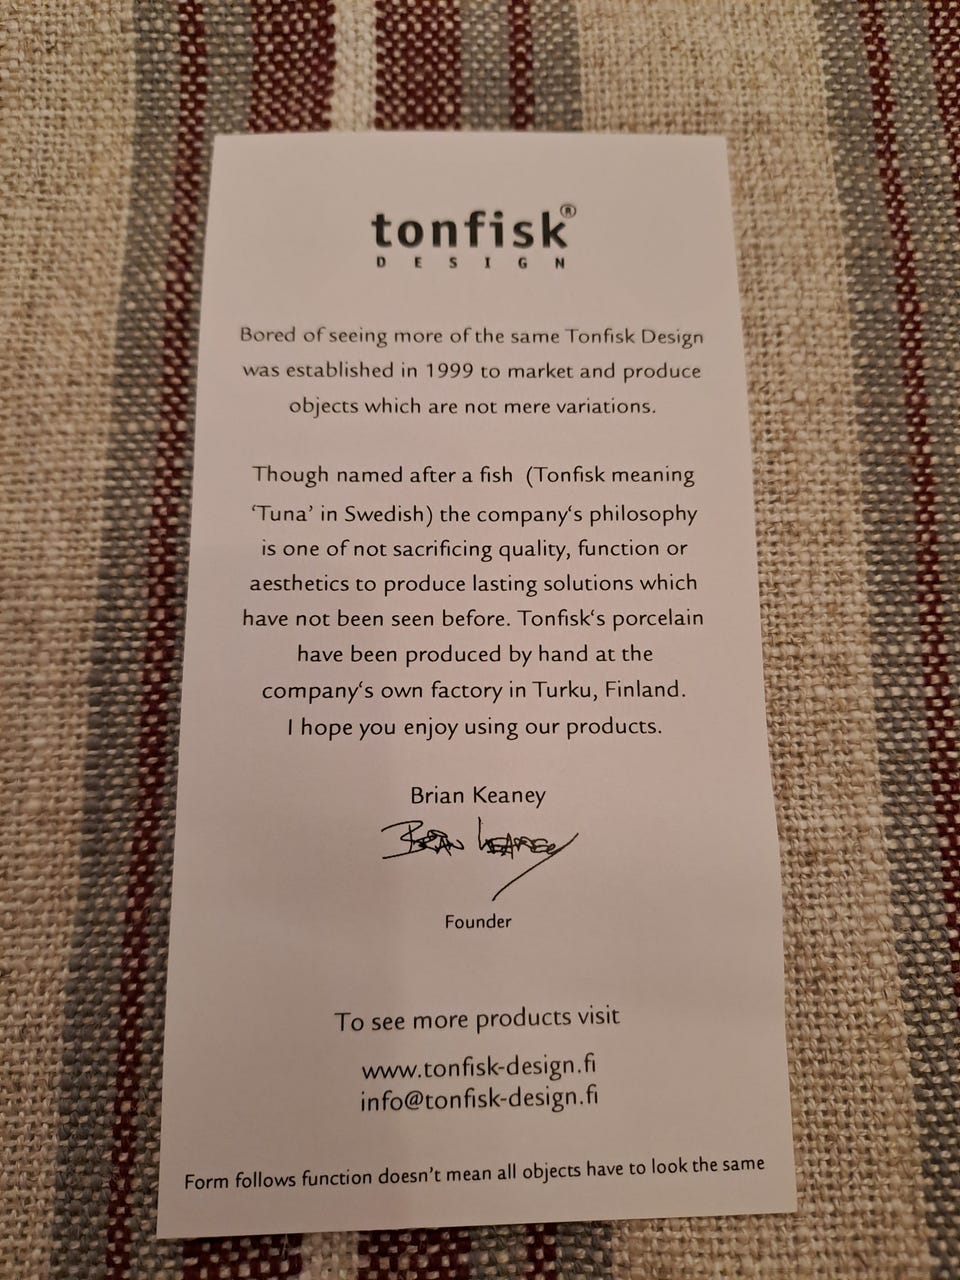 tonfisk®
DESIGN
Bored of seeing more of the same Tonfisk Design
was established in 1999 to market and produce
objects which are not mere variations.
Though named after a fish (Tonfisk meaning
‘Tuna’ in Swedish) the company‘s philosophy
is one of not sacrificing quality, function or
aesthetics to produce lasting solutions which
have not been seen before. Tonfisk‘s porcelain
have been produced by hand at the
company‘s own factory in Turku, Finland.
I hope you enjoy using our products.
Brian Keaney
Brian Keaney
Founder
To see more products visit
www.tonfisk-design.fi
info@tonfisk-design.fi
Form follows function doesn’t mean all objects have to look the same